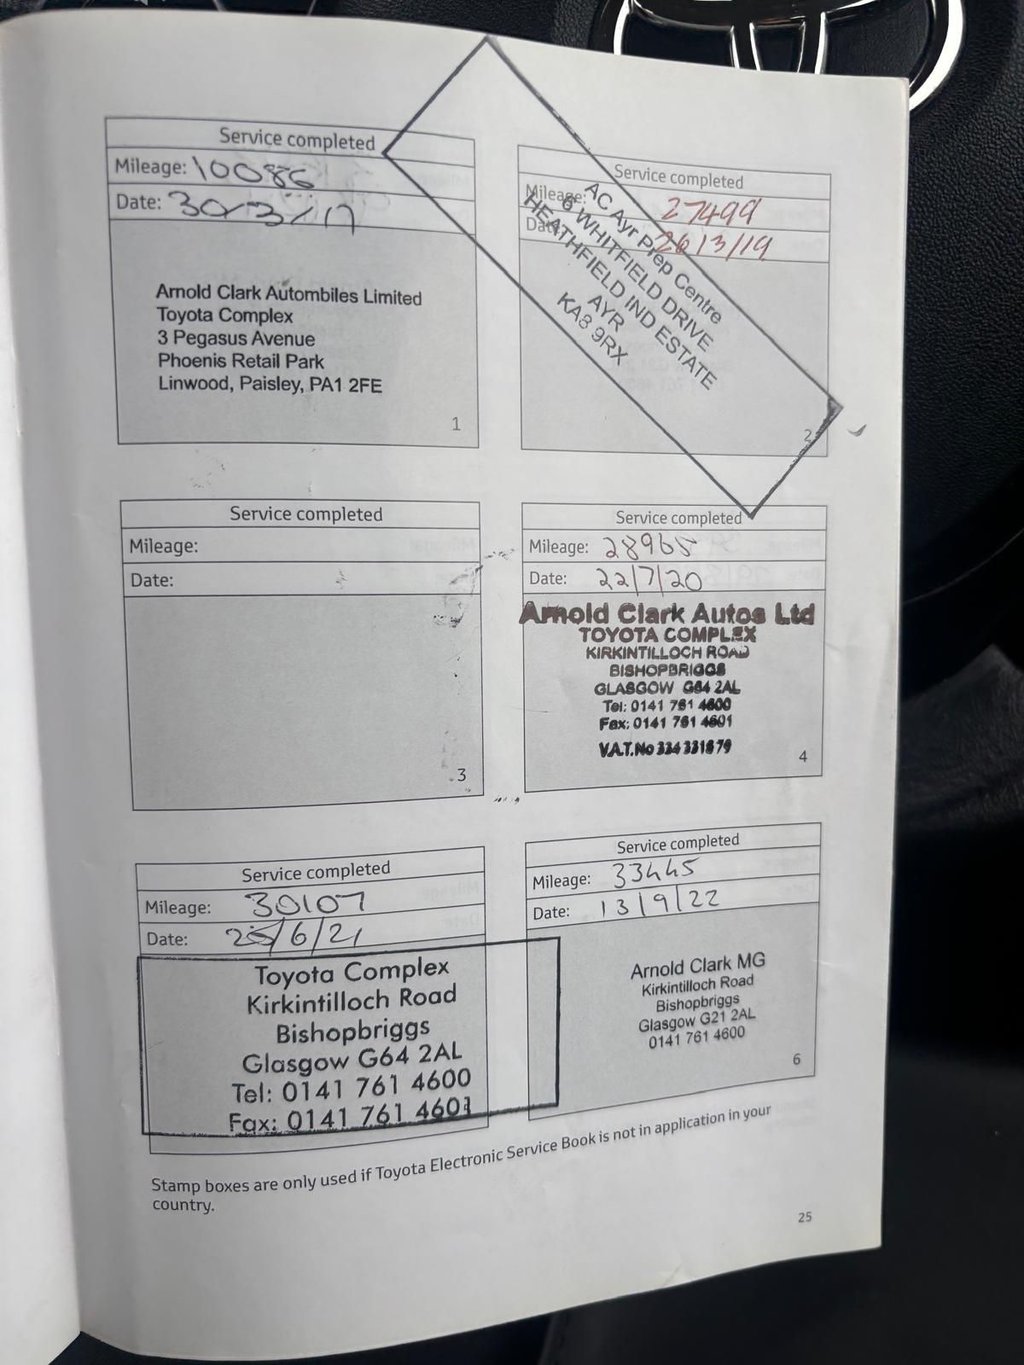 Service completed
Mileage: 10086
Date: 30/3/17
Arnold Clark Autombiles Limited
Toyota Complex
3 Pegasus Avenue
Phoenis Retail Park
Linwood, Paisley, PA1 2FE
1
Service completed
Mileage: 27499
Date: 26/3/19
AC Ayr Prep Centre
6 WHITFIELD DRIVE
HEATHFIELD IND ESTATE
AYR
KA8 9RX
2
Service completed
Mileage:
Date:
3
Service completed
Mileage: 28965
Date: 22/7/20
Arnold Clark Autos Ltd
TOYOTA COMPLEX
KIRKINTILLOCH ROAD
BISHOPBRIGGS
GLASGOW G64 2AL
Tel: 0141 761 4600
Fax: 0141 761 4601
V.A.T. No 334 331879
4
Service completed
Mileage: 30107
Date: 25/6/21
Toyota Complex
Kirkintilloch Road
Bishopbriggs
Glasgow G64 2AL
Tel: 0141 761 4600
Fax: 0141 761 4601
Service completed
Mileage: 33445
Date: 13/9/22
Arnold Clark MG
Kirkintilloch Road
Bishopbriggs
Glasgow G21 2AL
0141 761 4600
6
Stamp boxes are only used if Toyota Electronic Service Book is not in application in your
country.
25